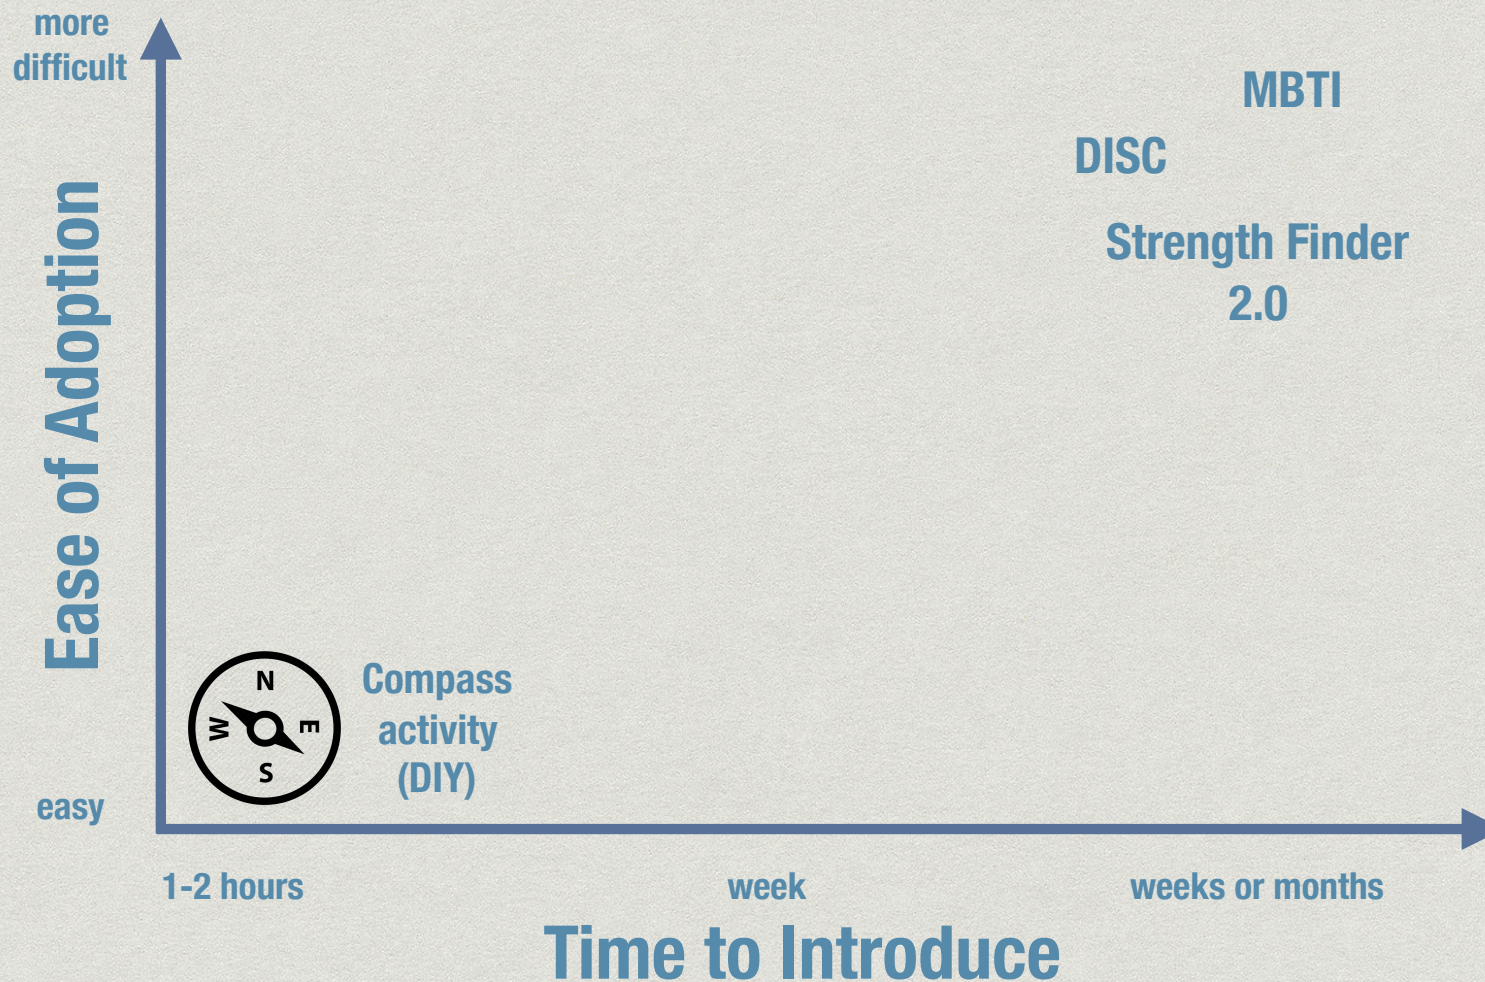 more
difficult
MBTI
DISC
Strength Finder
2.0
Ease of Adoption
N
W
E
S
Compass
activity
(DIY)
easy
1-2 hours
week
weeks or months
Time to Introduce